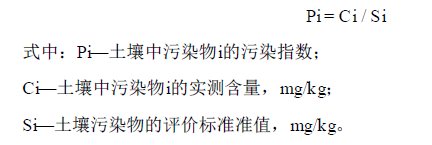 Pi= Ci / Si
式中：Pi—土壤中污染物i的污染指数；
Ci—土壤中污染物i的实测含量，mg/kg；
Si—土壤污染物的评价标准准值，mg/kg。